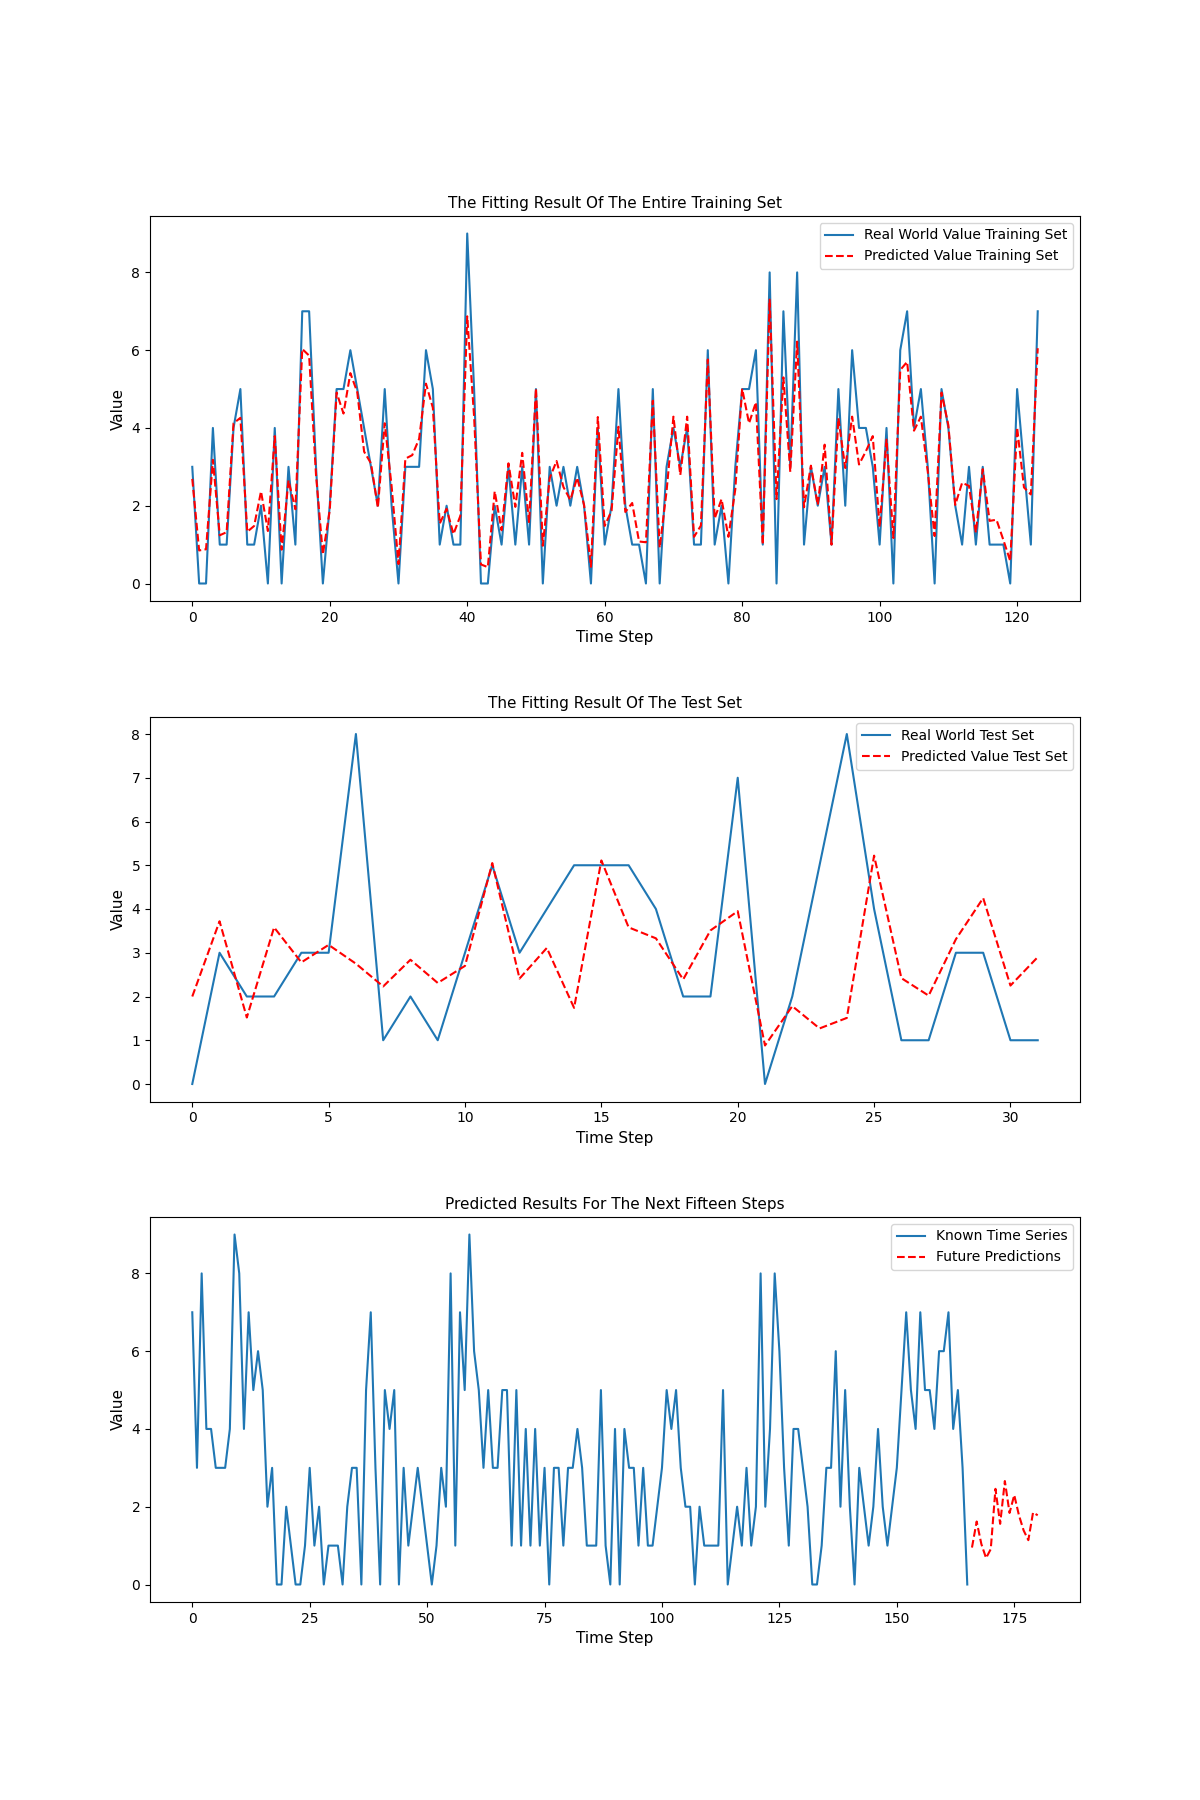 The Fitting Result Of The Entire Training Set
Real World Value Training Set
Predicted Value Training Set
Value
8
6
4
2
0
0 20 40 60 80 100 120
Time Step
The Fitting Result Of The Test Set
Real World Test Set
Predicted Value Test Set
Value
8
7
6
5
4
3
2
1
0
0 5 10 15 20 25 30
Time Step
Predicted Results For The Next Fifteen Steps
Known Time Series
Future Predictions
Value
8
6
4
2
0
0 25 50 75 100 125 150 175
Time Step